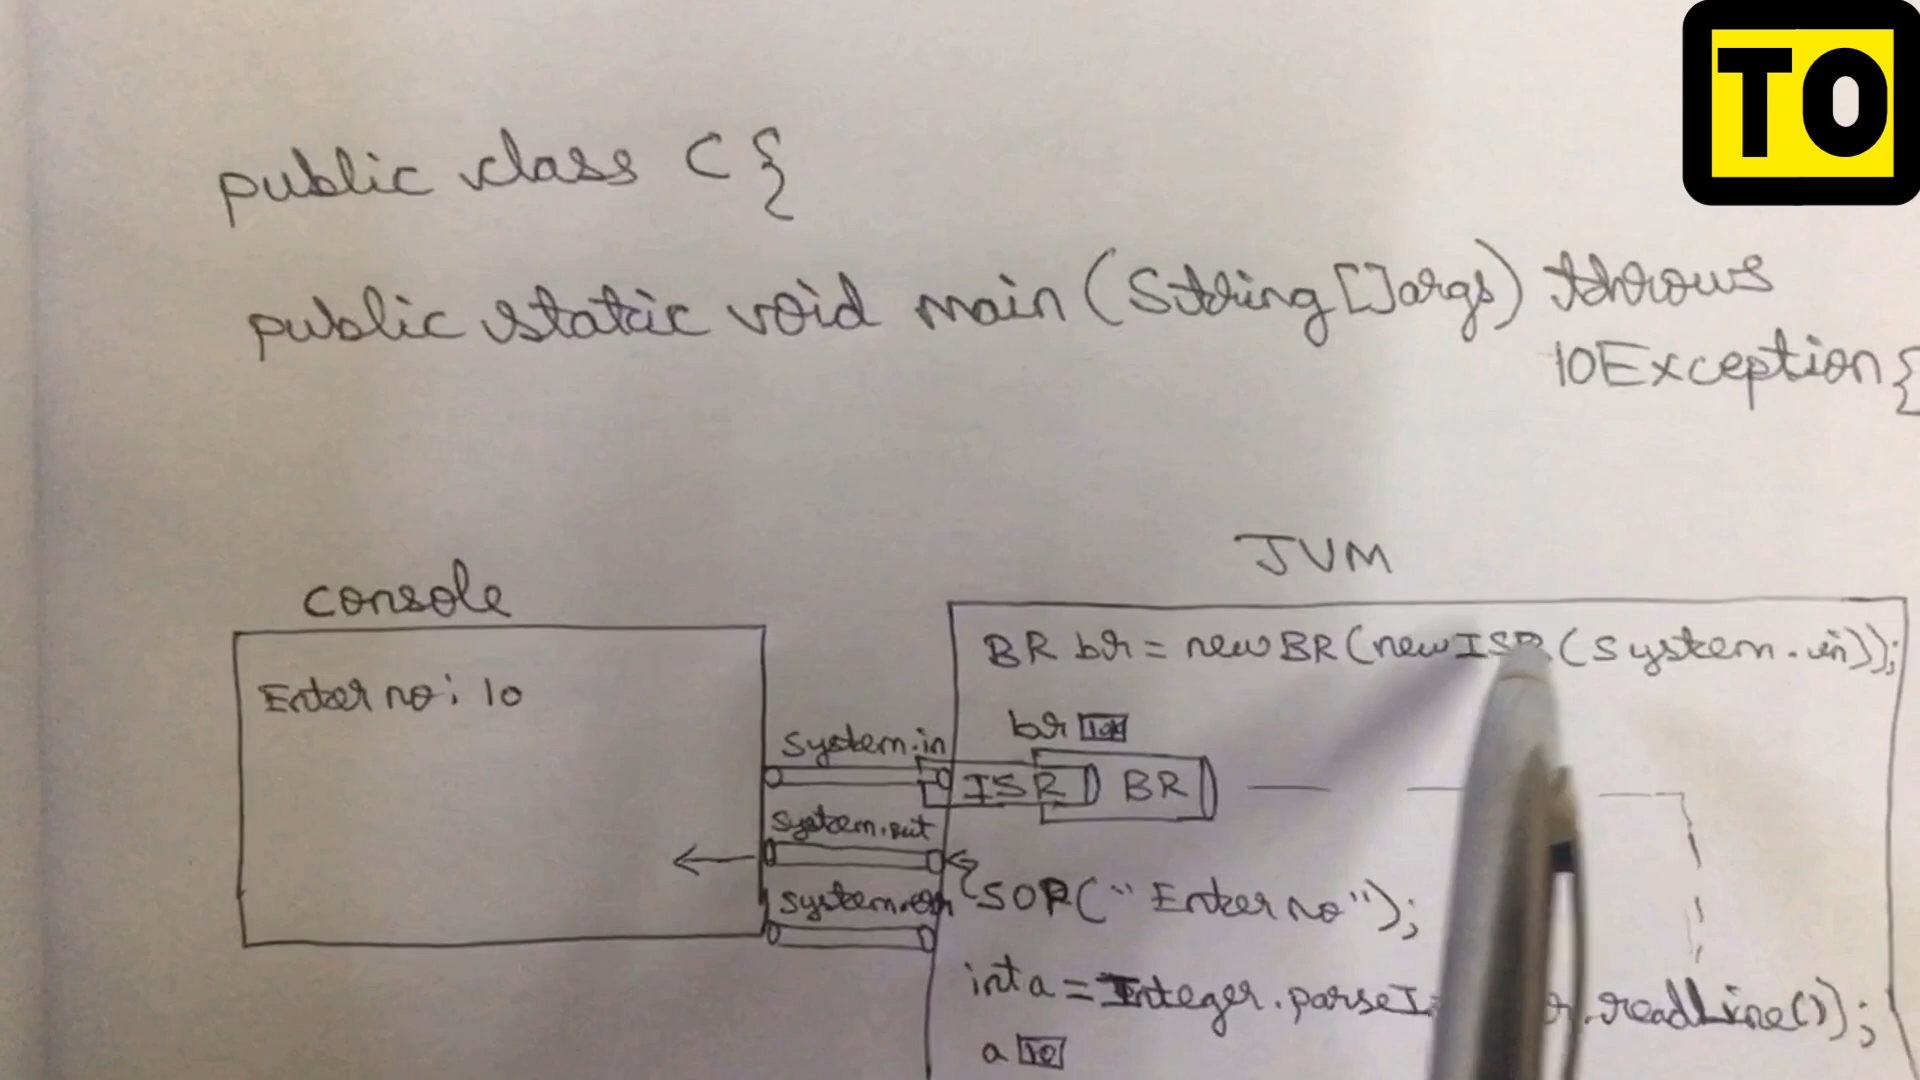 TO
public class C {
public static void main (String []args) throws
IOException {
JVM
console
BR br = new BR (new ISR (System.in));
Enter no: 10
br
System.in
ISR BR
System.out
System.err
SOP (" Enter no ");
int a = Integer.parseI r.readLine());
a 10